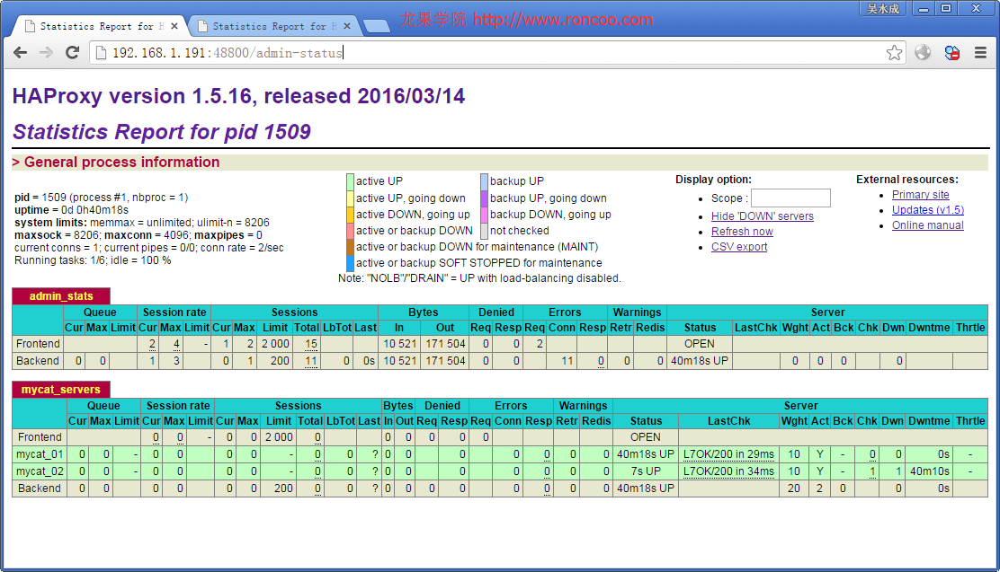 吴水成
Statistics Report for H
Statistics Report for H
龙果学院 http://www.roncoo.com
192.168.1.191:48800/admin-status
HAProxy version 1.5.16, released 2016/03/14
Statistics Report for pid 1509
> General process information
pid = 1509 (process #1, nbproc = 1)
uptime = 0d 0h40m18s
system limits: memmax = unlimited; ulimit-n = 8206
maxsock = 8206; maxconn = 4096; maxpipes = 0
current conns = 1; current pipes = 0/0; conn rate = 2/sec
Running tasks: 1/6; idle = 100 %
active UP backup UP
active UP, going down backup UP, going down
active DOWN, going up backup DOWN, going up
active or backup DOWN not checked
active or backup DOWN for maintenance (MAINT)
active or backup SOFT STOPPED for maintenance
Note: "NOLB"/"DRAIN" = UP with load-balancing disabled.
Display option:
Scope :
Hide 'DOWN' servers
Refresh now
CSV export
External resources:
Primary site
Updates (v1.5)
Online manual
admin_stats
Queue Session rate Sessions Bytes Denied Errors Warnings Server
Cur Max Limit Cur Max Limit Cur Max Limit Total LbTot Last In Out Req Resp Req Conn Resp Retr Redis Status LastChk Wght Act Bck Chk Dwn Dwntme Thrtle
Frontend 2 4 - 1 2 2 000 15 10 521 171 504 0 0 2 OPEN
Backend 0 0 1 3 0 1 200 11 0 0s 10 521 171 504 0 0 11 0 0 0 40m18s UP 0 0 0 0
mycat_servers
Queue Session rate Sessions Bytes Denied Errors Warnings Server
Cur Max Limit Cur Max Limit Cur Max Limit Total LbTot Last In Out Req Resp Req Conn Resp Retr Redis Status LastChk Wght Act Bck Chk Dwn Dwntme Thrtle
Frontend 0 0 - 0 0 2 000 0 0 0 0 0 0 OPEN
mycat_01 0 0 - 0 0 0 0 - 0 0 ? 0 0 0 0 0 0 0 40m18s UP L7OK/200 in 29ms 10 Y - 0 0 0s -
mycat_02 0 0 - 0 0 0 0 - 0 0 ? 0 0 0 0 0 0 0 7s UP L7OK/200 in 34ms 10 Y - 1 1 40m10s -
Backend 0 0 0 0 0 0 200 0 0 ? 0 0 0 0 0 0 0 0 40m18s UP 20 2 0 0 0s